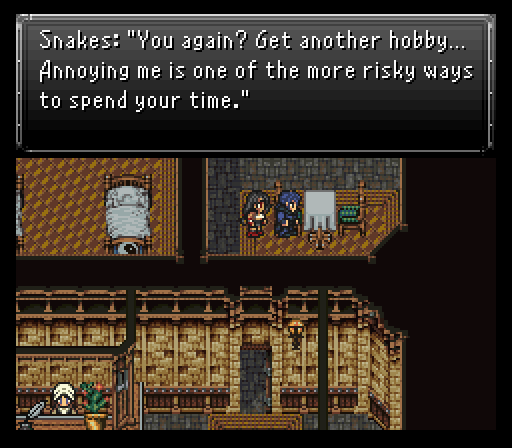 Snakes: "You again? Get another hobby...
Annoying me is one of the more risky ways
to spend your time."